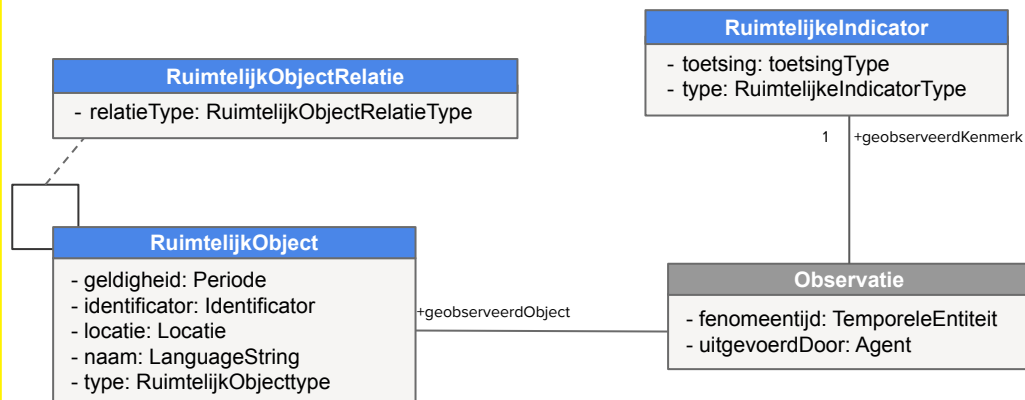 RuimtelijkeIndicator
- toetsing: toetsingType
- type: RuimtelijkeIndicatorType
RuimtelijkObjectRelatie
- relatieType: RuimtelijkObjectRelatieType
1 +geobserveerdKenmerk
RuimtelijkObject
- geldigheid: Periode
- identificator: Identificator
- locatie: Locatie
- naam: LanguageString
- type: RuimtelijkObjecttype
+geobserveerdObject
Observatie
- fenomeentijd: TemporeleEntiteit
- uitgevoerdDoor: Agent